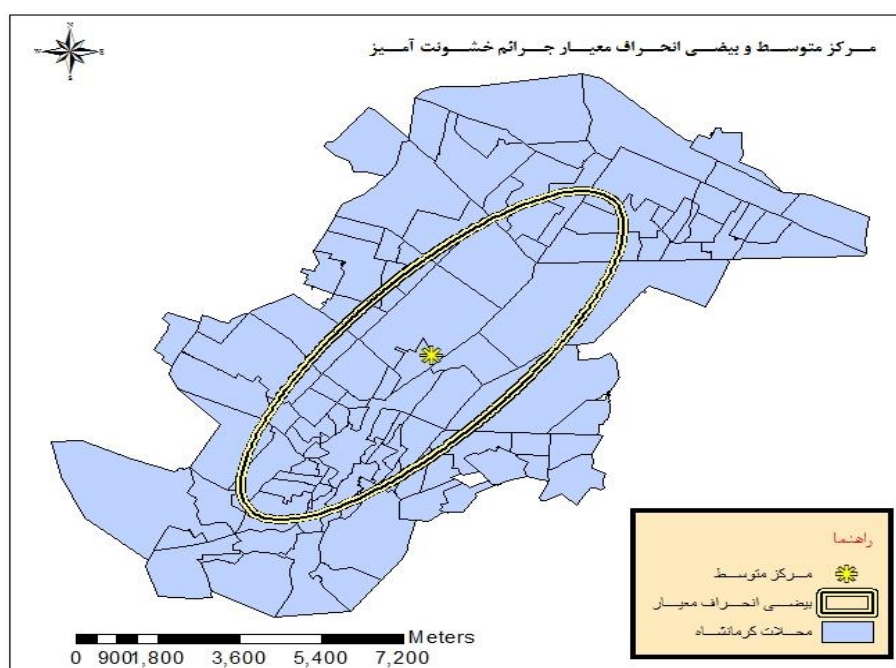 N
W E
S
مرکز متوسط و بیضی انحراف معیار جرائم خشونت آمیز
راهنما
مرکز متوسط
بیضی انحراف معیار
محلات کرمانشاه
Meters
0 900 1,800 3,600 5,400 7,200